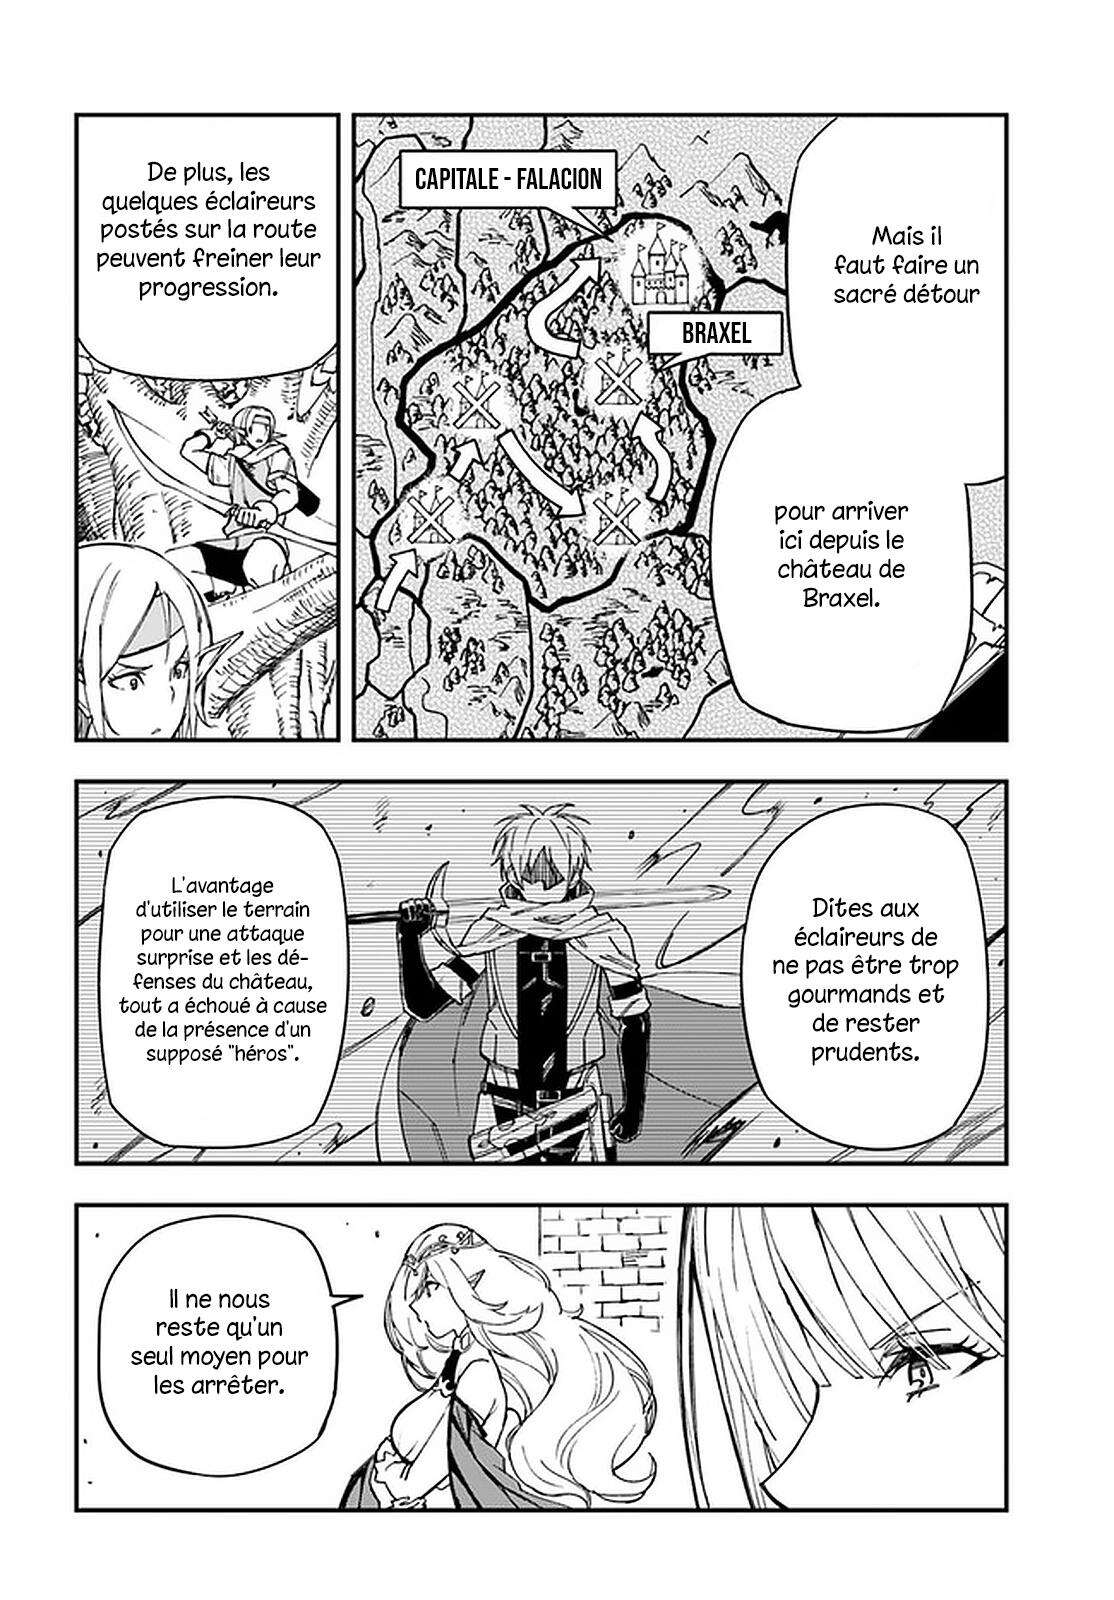 Mais il
faut faire un
sacré détour
CAPITALE - FALACION
BRAXEL
pour arriver
ici depuis le
château de
Braxel.
De plus, les
quelques éclaireurs
postés sur la route
peuvent freiner leur
progression.
Dites aux
éclaireurs de
ne pas être trop
gourmands et
de rester
prudents.
L'avantage
d'utiliser le terrain
pour une attaque
surprise et les dé-
fenses du château,
tout a échoué à cause
de la présence d'un
supposé "héros".
Il ne nous
reste qu'un
seul moyen pour
les arrêter.